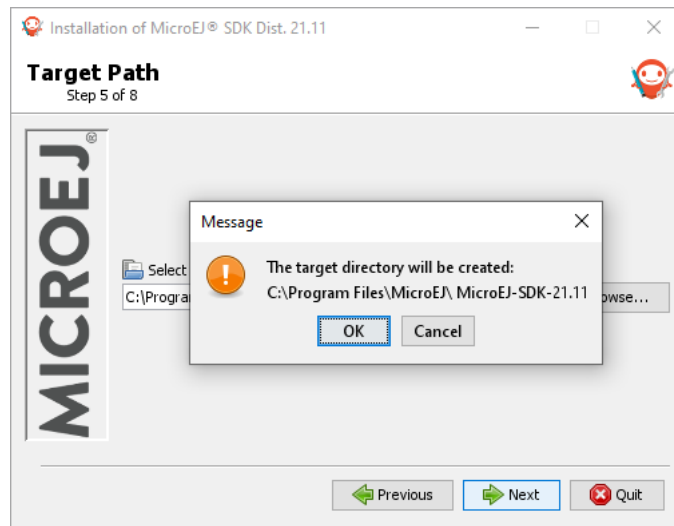 Installation of MicroEJ® SDK Dist. 21.11
Target Path
Step 5 of 8
MICROEJ®
Message
The target directory will be created:
C:\Program Files\MicroEJ\ MicroEJ-SDK-21.11
OK
Cancel
Select
C:\Progra
owse...
Previous
Next
Quit